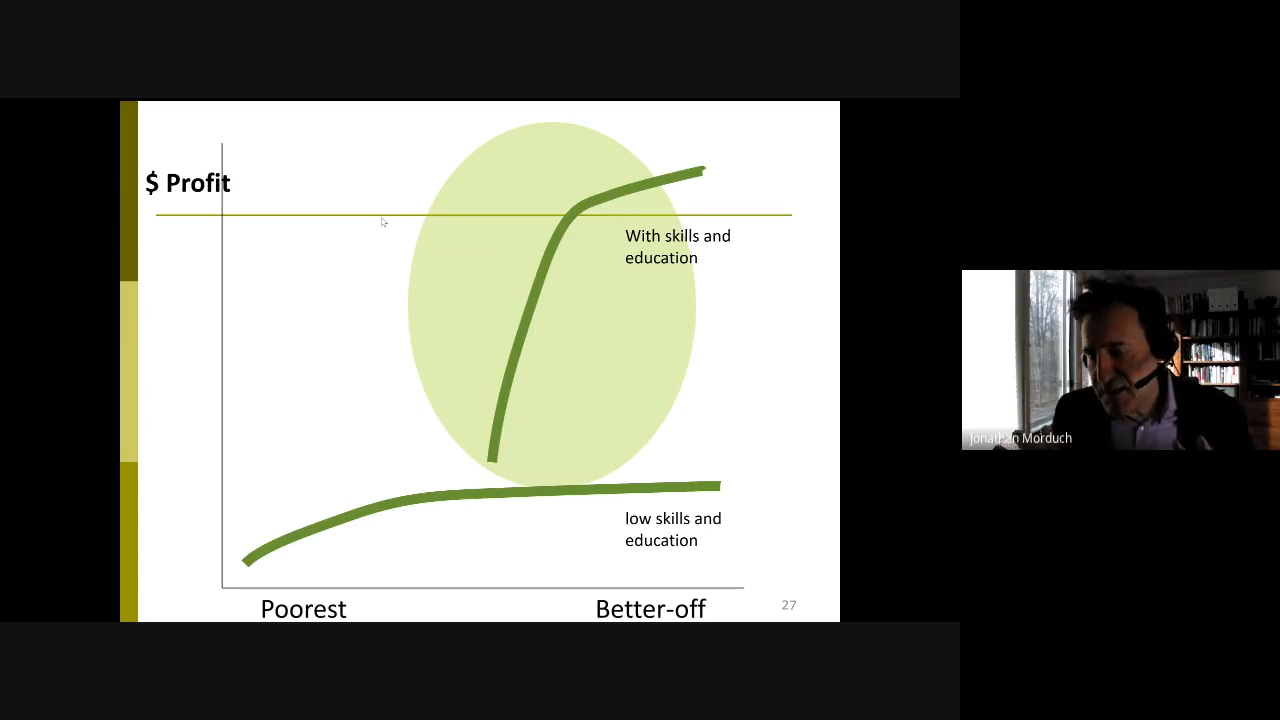 $ Profit
With skills and
education
low skills and
education
Poorest
Better-off
27
Jonathan Morduch